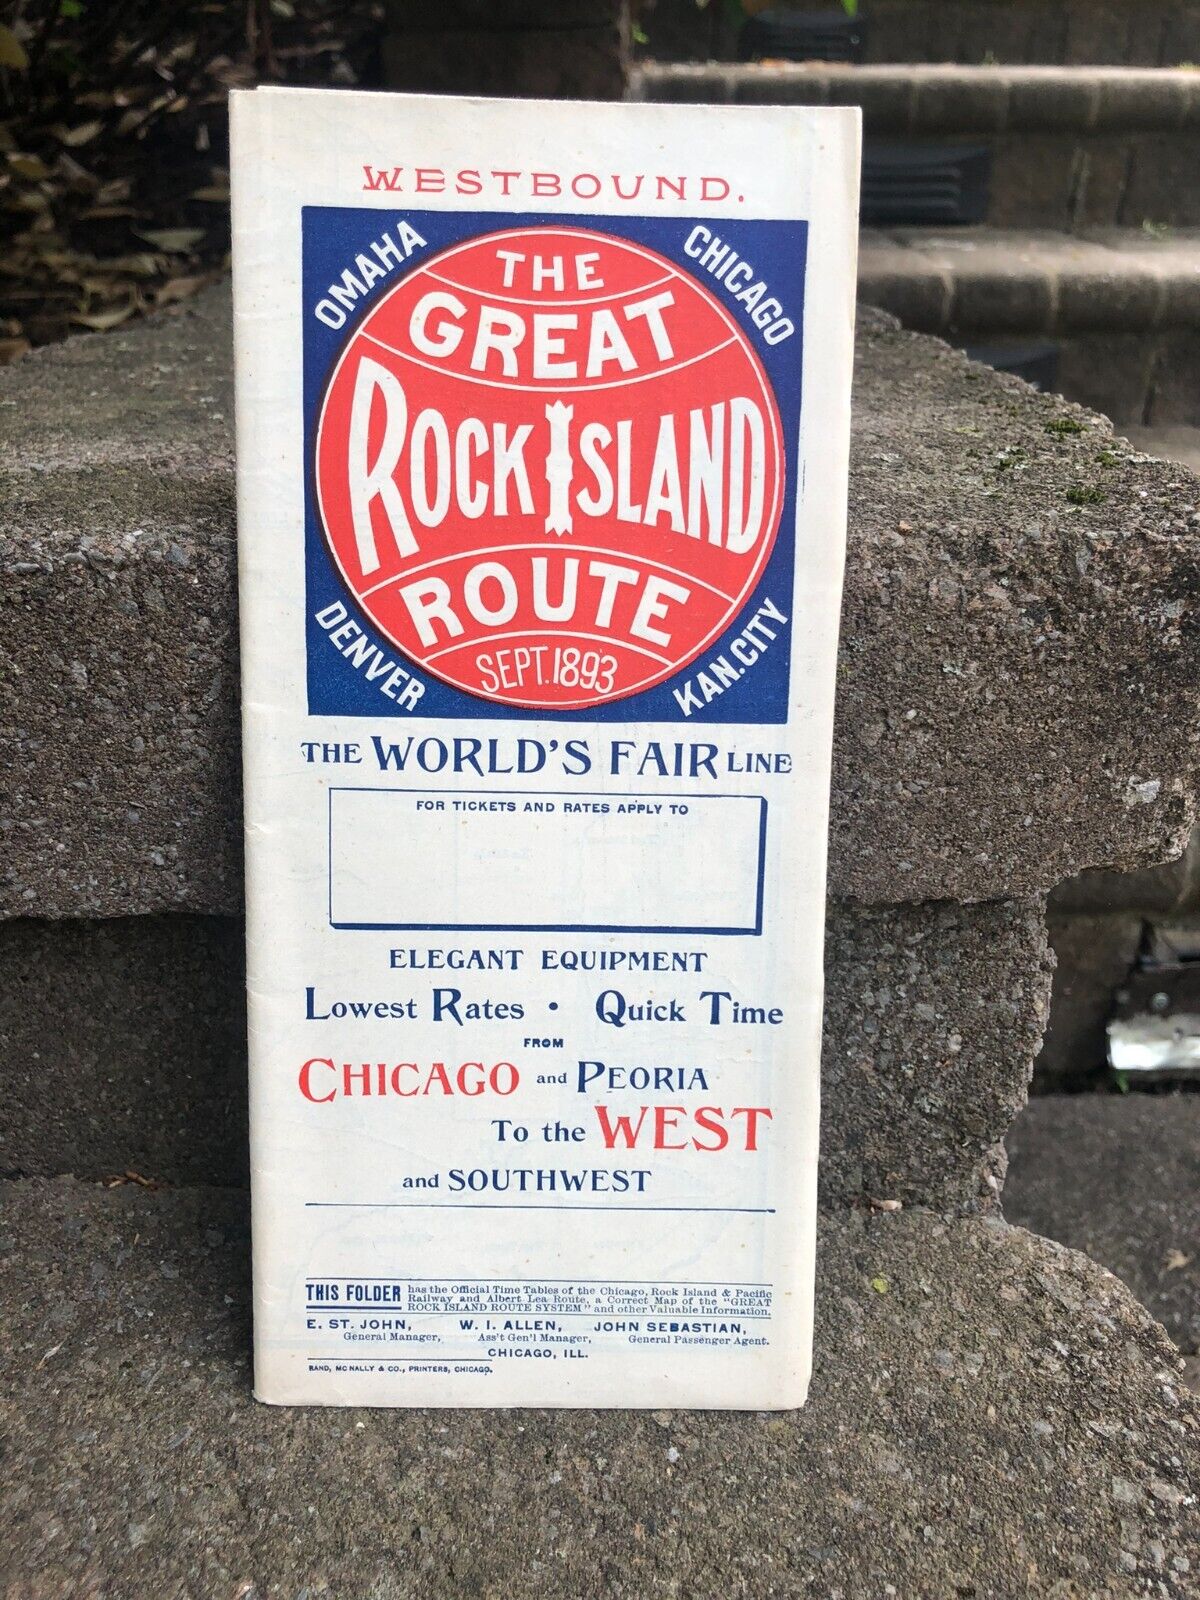 WESTBOUND.
OMAHA
CHICAGO
THE
GREAT
ROCK ISLAND
ROUTE
SEPT. 1893
DENVER
KAN. CITY
THE WORLD'S FAIR LINE
FOR TICKETS AND RATES APPLY TO
ELEGANT EQUIPMENT
LOWEST RATES · QUICK TIME
FROM
CHICAGO and PEORIA
To the WEST
and SOUTHWEST
THIS FOLDER has the Official Time Tables of the Chicago, Rock Island & Pacific
Railway and Albert Lea Route, a Correct Map of the "GREAT
ROCK ISLAND ROUTE SYSTEM" and other Valuable Information.
E. ST. JOHN, W. I. ALLEN, JOHN SEBASTIAN,
General Manager, Ass't Gen'l Manager, General Passenger Agent.
CHICAGO, ILL.
RAND, MCNALLY & CO., PRINTERS, CHICAGO.